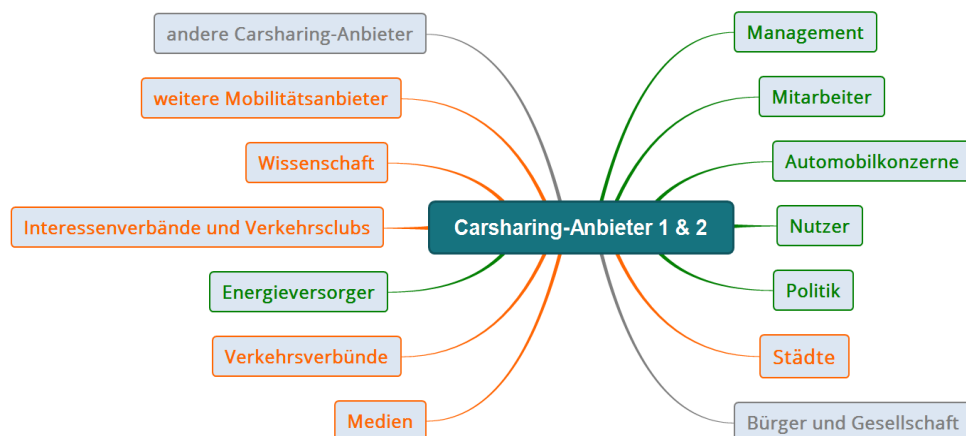 andere Carsharing-Anbieter
weitere Mobilitätsanbieter
Wissenschaft
Interessenverbände und Verkehrsclubs
Energieversorger
Verkehrsverbünde
Medien
Carsharing-Anbieter 1 & 2
Management
Mitarbeiter
Automobilkonzerne
Nutzer
Politik
Städte
Bürger und Gesellschaft